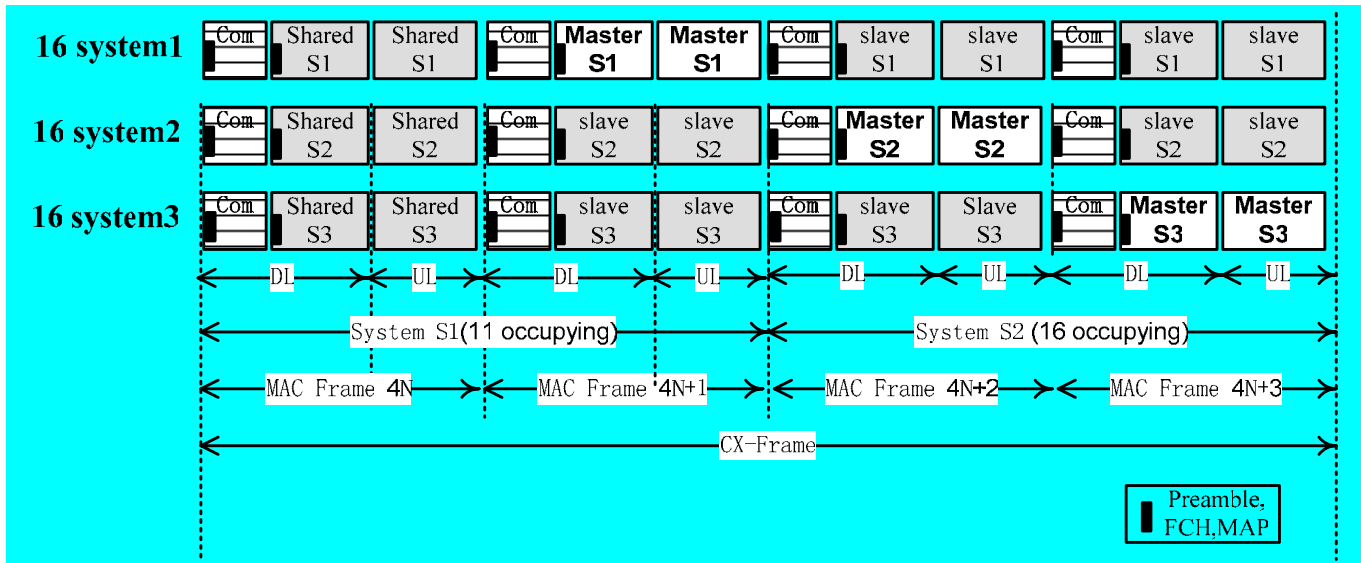 16 system1 Com Shared S1 Shared S1 Com Master S1 Master S1 Com slave S1 slave S1 Com slave S1 slave S1
16 system2 Com Shared S2 Shared S2 Com slave S2 slave S2 Com Master S2 Master S2 Com slave S2 slave S2
16 system3 Com Shared S3 Shared S3 Com slave S3 slave S3 Com slave S3 Slave S3 Com Master S3 Master S3
DL UL DL UL DL UL DL UL
System S1(11 occupying) System S2 (16 occupying)
MAC Frame 4N MAC Frame 4N+1 MAC Frame 4N+2 MAC Frame 4N+3
CX-Frame
Preamble,
FCH,MAP